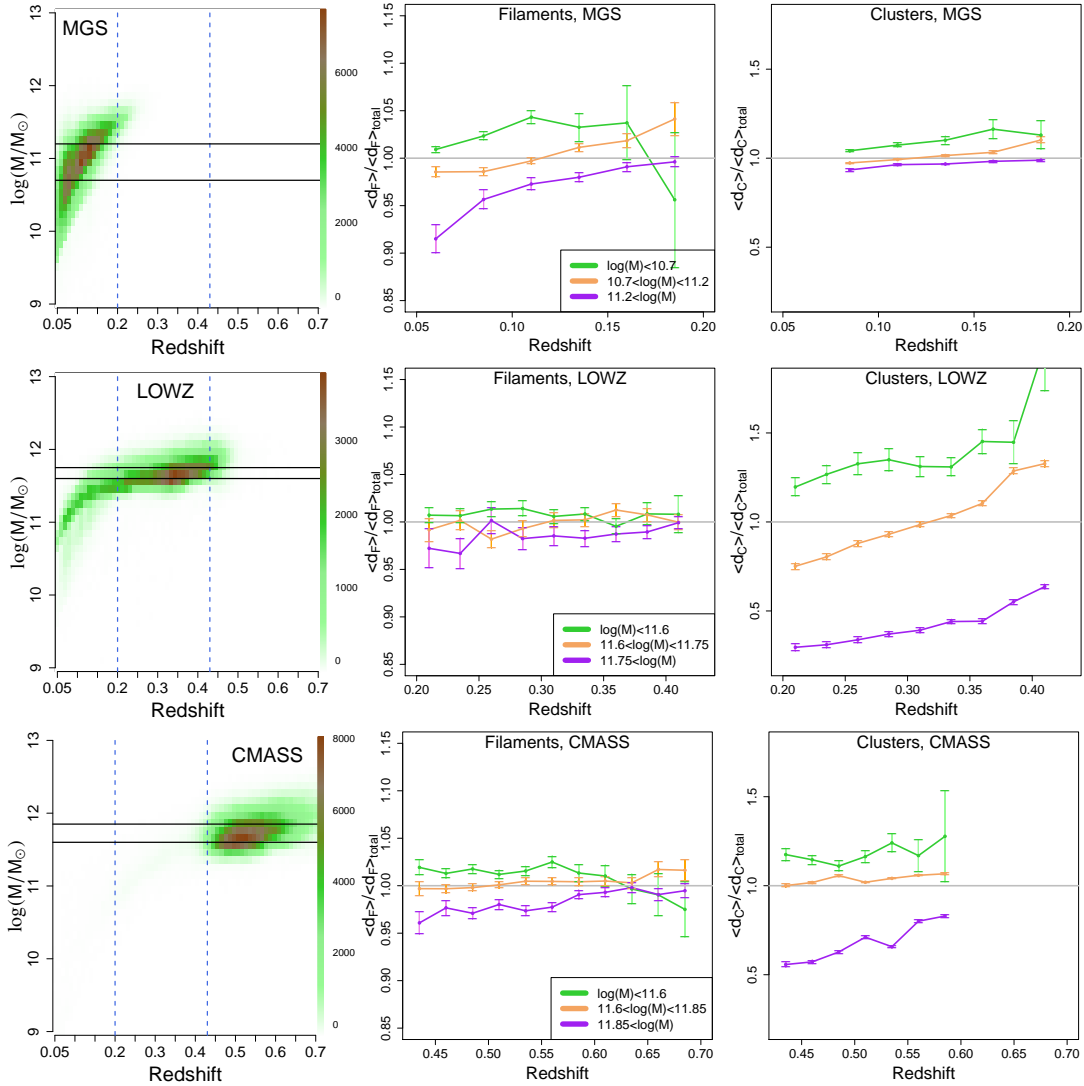 MGS
log(M/M⊙)
13
12
11
10
9
0.05 0.2 0.3 0.4 0.5 0.6 0.7
Redshift
6000
4000
2000
0
Filaments, MGS
<d_F>/<d_F>total
1.15
1.10
1.05
1.00
0.95
0.90
0.85
log(M)<10.7
10.7<log(M)<11.2
11.2<log(M)
0.05 0.10 0.15 0.20
Redshift
Clusters, MGS
<d_C>/<d_C>total
1.5
1.0
0.5
0.05 0.10 0.15 0.20
Redshift
LOWZ
log(M/M⊙)
13
12
11
10
9
0.05 0.2 0.3 0.4 0.5 0.6 0.7
Redshift
3000
2000
1000
0
Filaments, LOWZ
<d_F>/<d_F>total
1.15
1.10
1.05
1.00
0.95
0.90
0.85
log(M)<11.6
11.6<log(M)<11.75
11.75<log(M)
0.20 0.25 0.30 0.35 0.40
Redshift
Clusters, LOWZ
<d_C>/<d_C>total
1.5
1.0
0.5
0.20 0.25 0.30 0.35 0.40
Redshift
CMASS
log(M/M⊙)
13
12
11
10
9
0.05 0.2 0.3 0.4 0.5 0.6 0.7
Redshift
8000
6000
4000
2000
0
Filaments, CMASS
<d_F>/<d_F>total
1.15
1.10
1.05
1.00
0.95
0.90
0.85
log(M)<11.6
11.6<log(M)<11.85
11.85<log(M)
0.45 0.50 0.55 0.60 0.65 0.70
Redshift
Clusters, CMASS
<d_C>/<d_C>total
1.5
1.0
0.5
0.45 0.50 0.55 0.60 0.65 0.70
Redshift